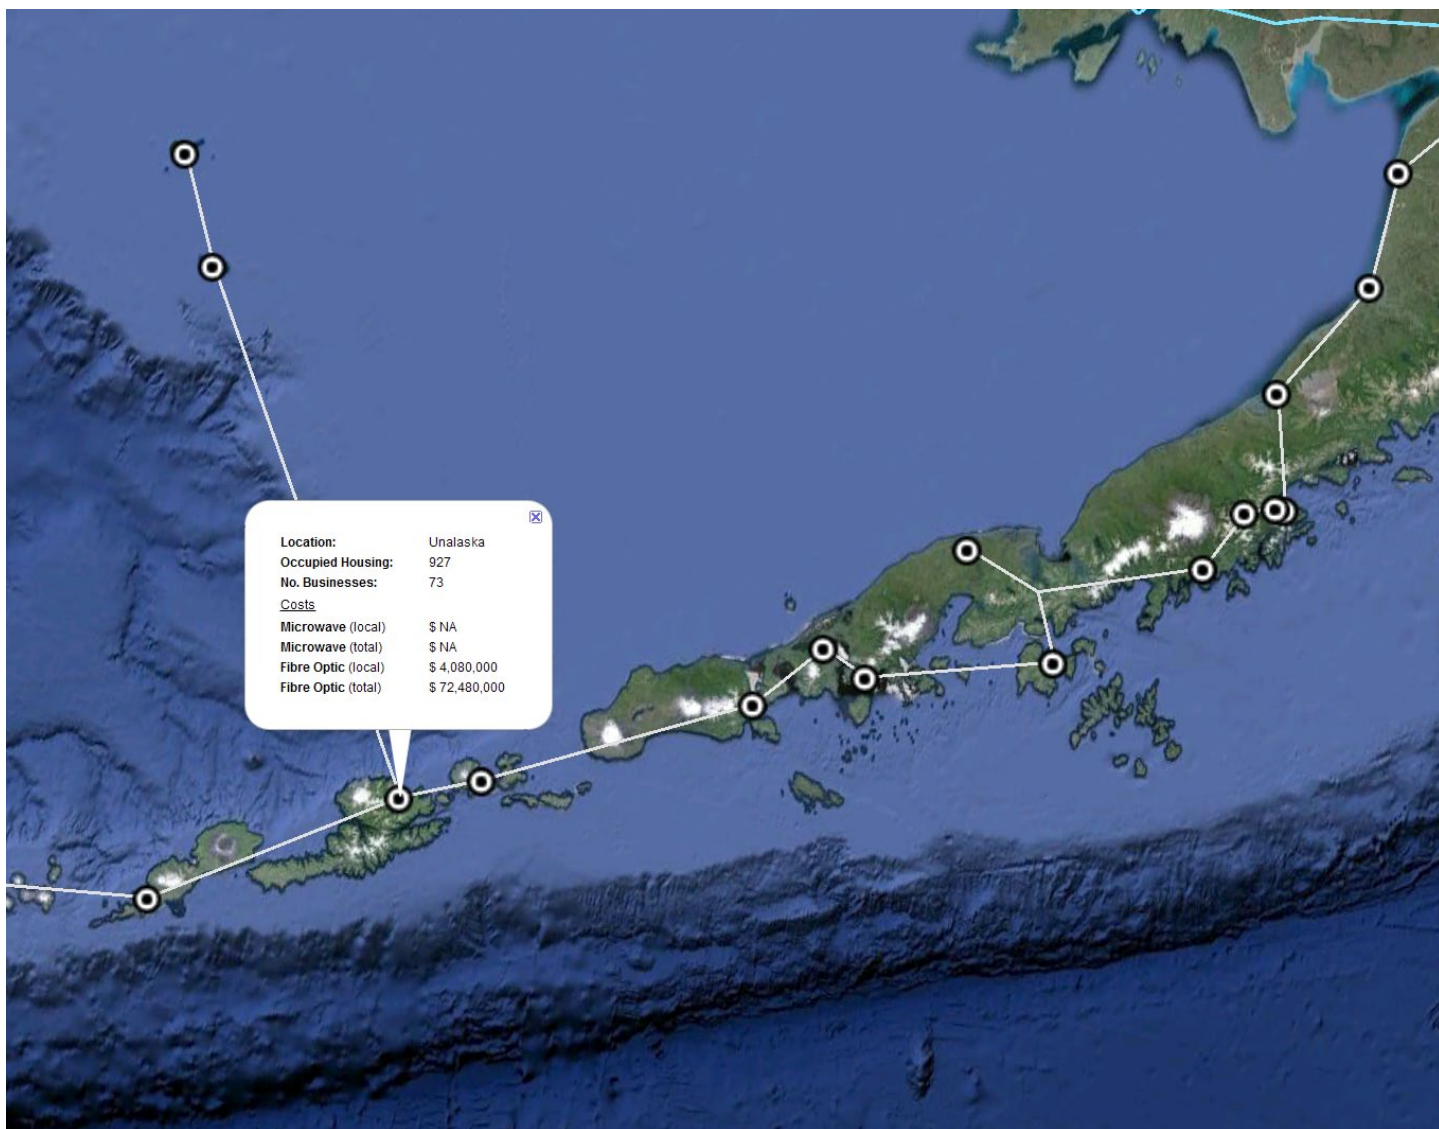 Location: Unalaska
Occupied Housing: 927
No. Businesses: 73
Costs
Microwave (local) $ NA
Microwave (total) $ NA
Fibre Optic (local) $ 4,080,000
Fibre Optic (total) $ 72,480,000